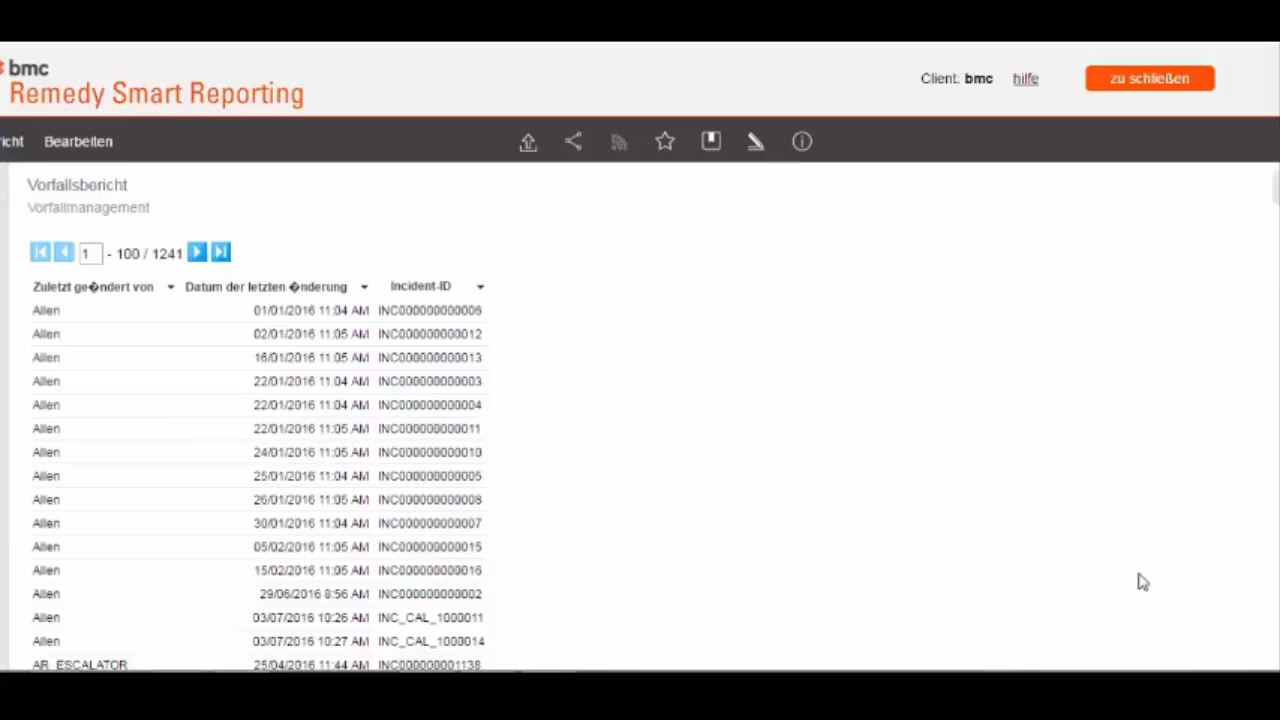 bmc
Remedy Smart Reporting
Client: bmc hilfe zu schließen
richt Bearbeiten
Vorfallsbericht
Vorfallmanagement
1 - 100 / 1241
Zuletzt ge�ndert von Datum der letzten �nderung Incident-ID
Allen 01/01/2016 11:04 AM INC000000000006
Allen 02/01/2016 11:05 AM INC000000000012
Allen 16/01/2016 11:05 AM INC000000000013
Allen 22/01/2016 11:04 AM INC000000000003
Allen 22/01/2016 11:04 AM INC000000000004
Allen 22/01/2016 11:05 AM INC000000000011
Allen 24/01/2016 11:05 AM INC000000000010
Allen 25/01/2016 11:04 AM INC000000000005
Allen 26/01/2016 11:05 AM INC000000000008
Allen 30/01/2016 11:04 AM INC000000000007
Allen 05/02/2016 11:05 AM INC000000000015
Allen 15/02/2016 11:05 AM INC000000000016
Allen 29/06/2016 8:56 AM INC000000000002
Allen 03/07/2016 10:26 AM INC_CAL_1000011
Allen 03/07/2016 10:27 AM INC_CAL_1000014
AR_ESCALATOR 25/04/2016 11:44 AM INC000000001138